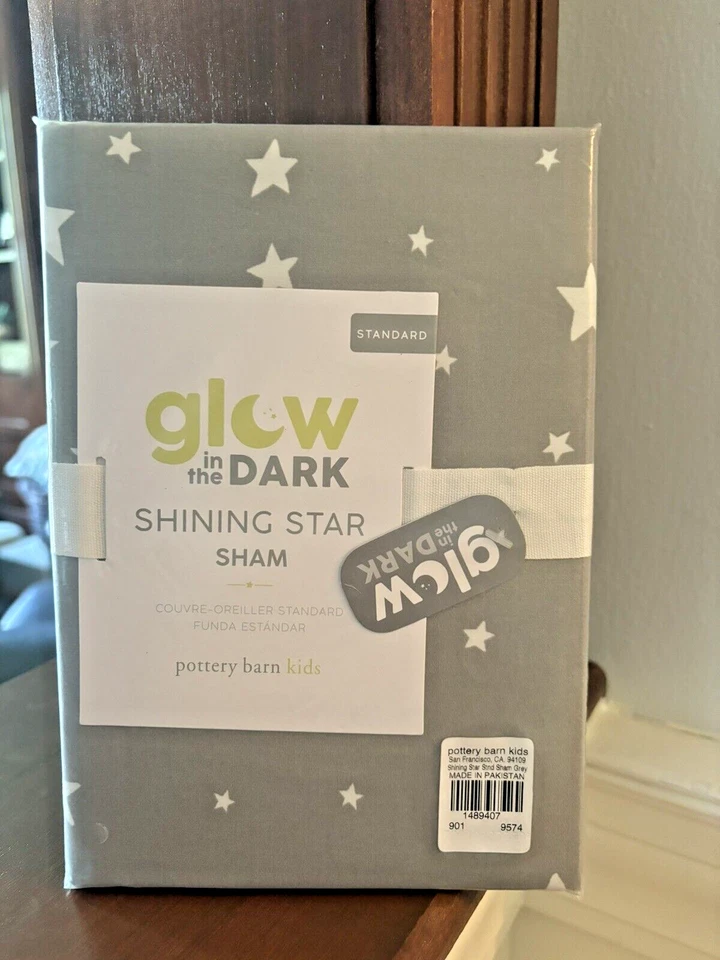 STANDARD
glow
in
the DARK
SHINING STAR
SHAM
COUVRE-OREILLER STANDARD
FUNDA ESTÁNDAR
pottery barn kids
glow
in
the
DARK
pottery barn kids
San Francisco, CA. 94109
Shining Star Stnd Sham Grey
MADE IN PAKISTAN
1489407
901 9574